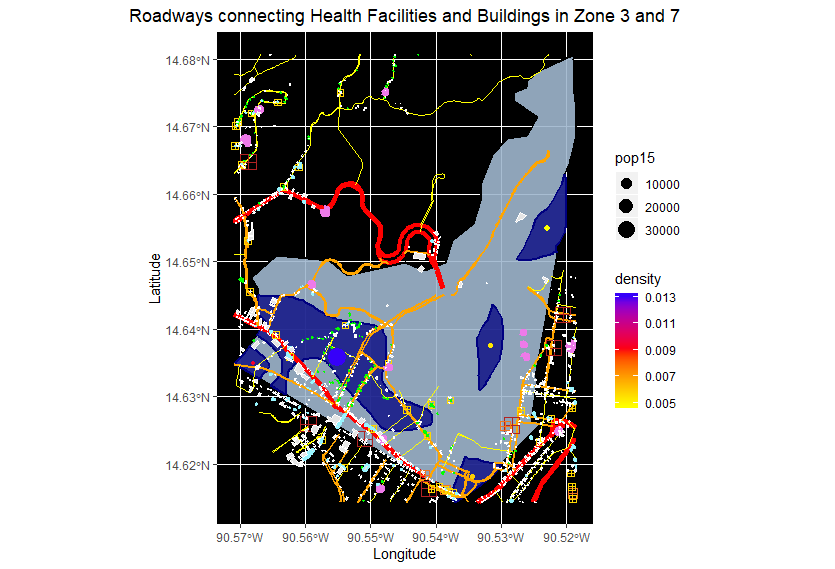 Roadways connecting Health Facilities and Buildings in Zone 3 and 7
14.68°N
14.67°N
14.66°N
14.65°N
14.64°N
14.63°N
14.62°N
Latitude
90.57°W 90.56°W 90.55°W 90.54°W 90.53°W 90.52°W
Longitude
pop15
10000
20000
30000
density
0.013
0.011
0.009
0.007
0.005